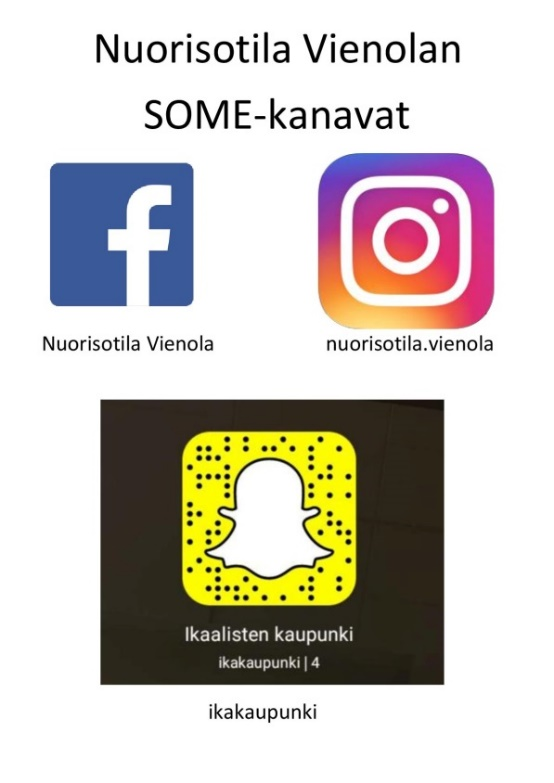 Nuorisotila Vienolan
SOME-kanavat
Nuorisotila Vienola
nuorisotila.vienola
Ikaalisten kaupunki
ikakaupunki | 4
ikakaupunki